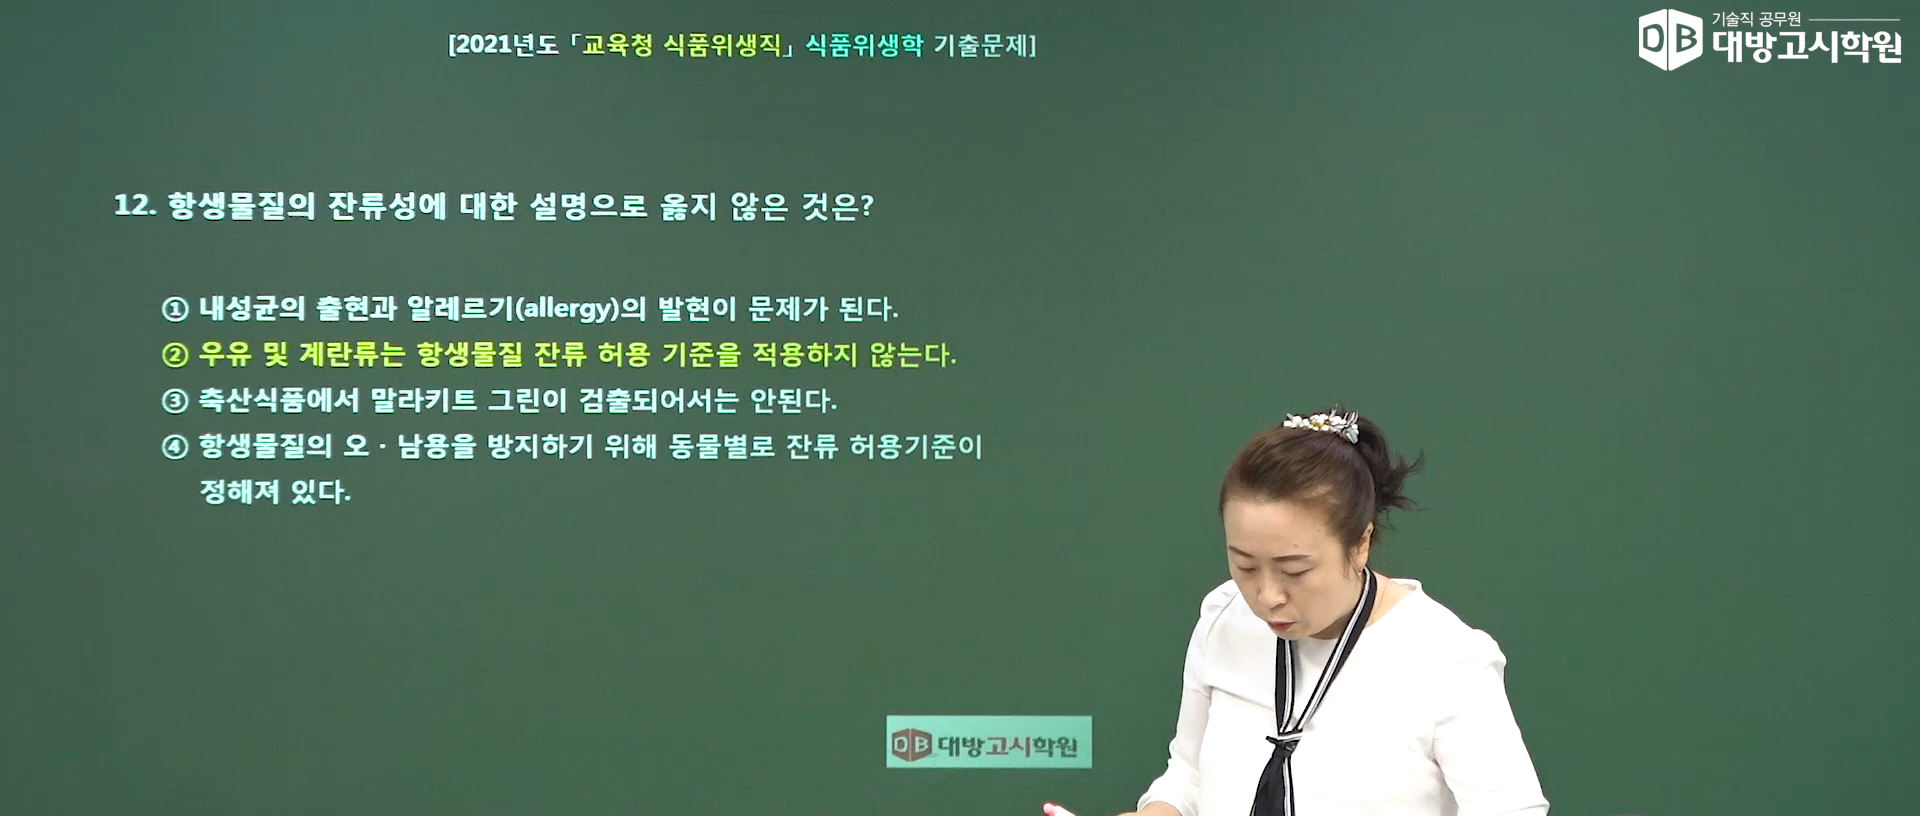 [2021년도 「교육청 식품위생직」 식품위생학 기출문제]
기술직 공무원
DB 대방고시학원
12. 항생물질의 잔류성에 대한 설명으로 옳지 않은 것은?
① 내성균의 출현과 알레르기(allergy)의 발현이 문제가 된다.
② 우유 및 계란류는 항생물질 잔류 허용 기준을 적용하지 않는다.
③ 축산식품에서 말라키트 그린이 검출되어서는 안된다.
④ 항생물질의 오 · 남용을 방지하기 위해 동물별로 잔류 허용기준이
정해져 있다.
DB 대방고시학원